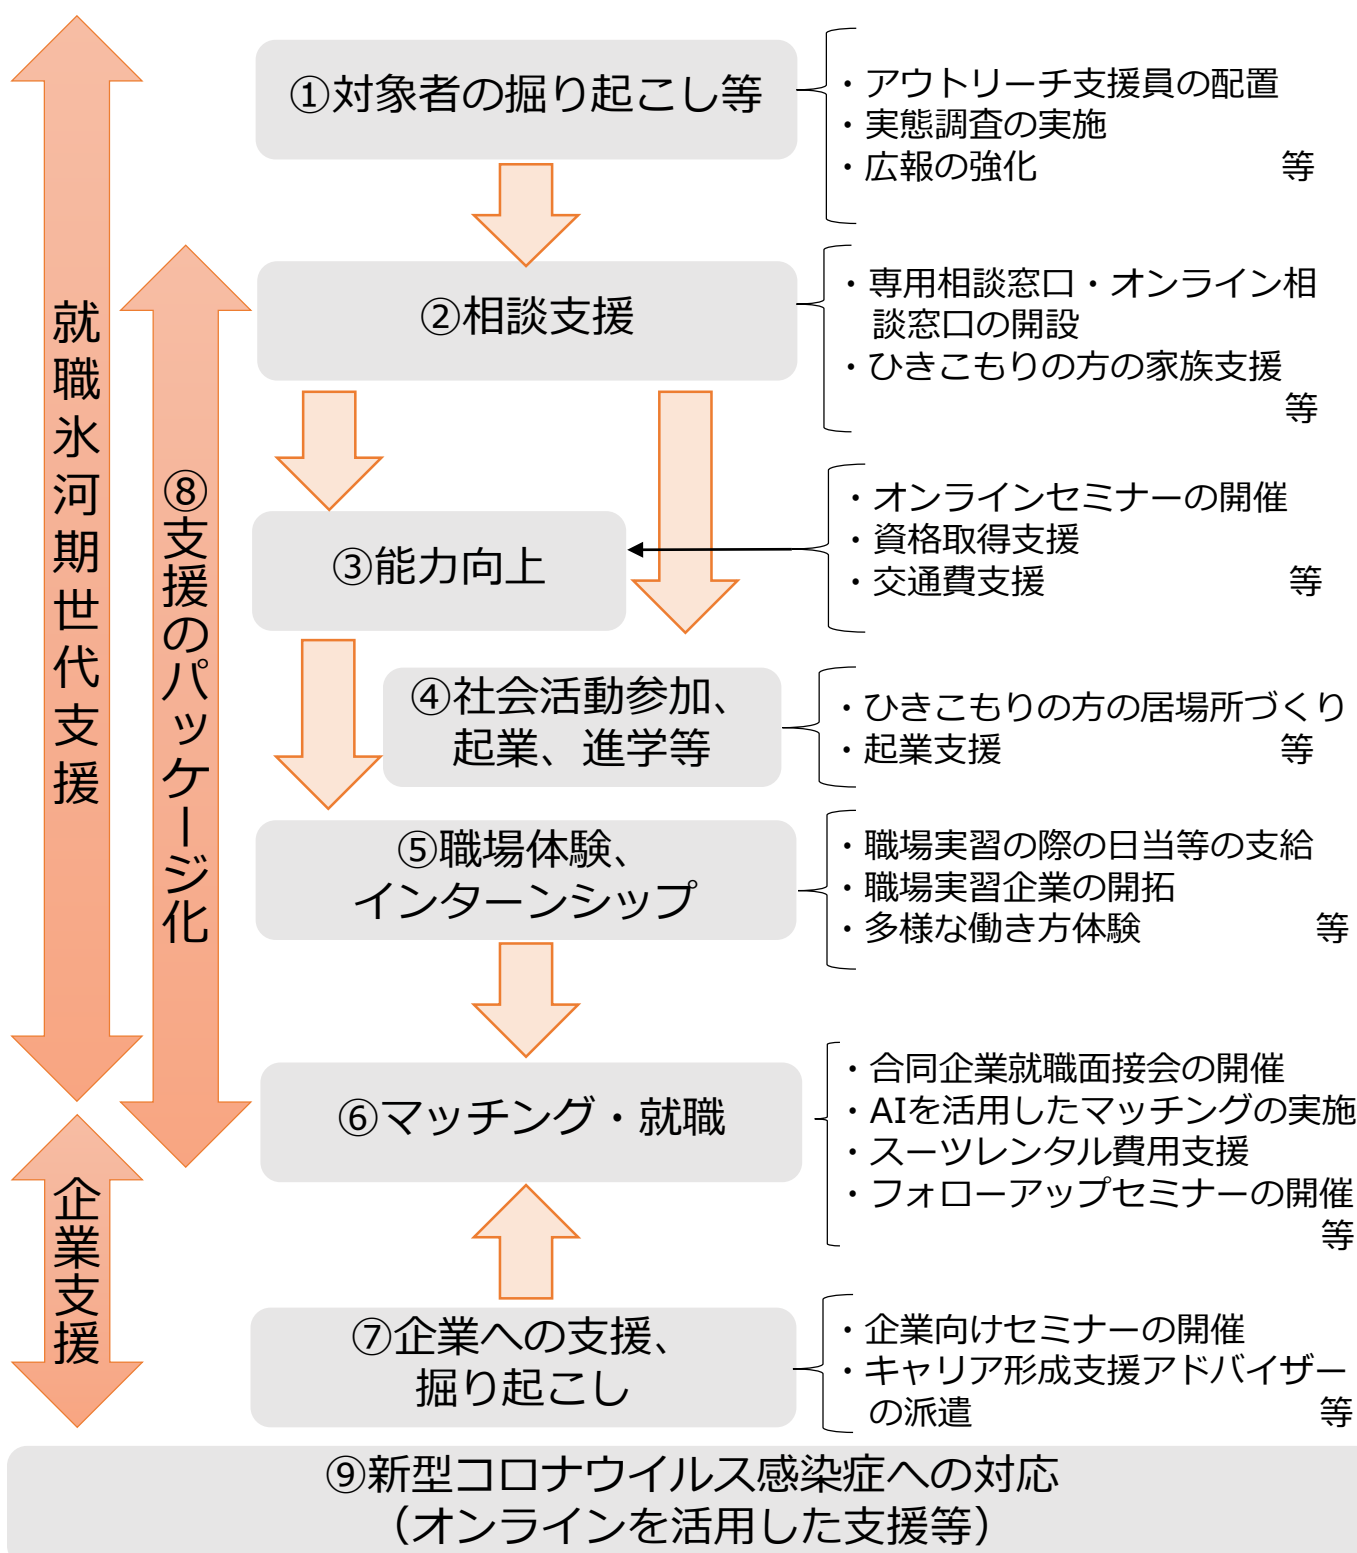 就職氷河期世代支援
⑧支援のパッケージ化
企業支援
①対象者の掘り起こし等
・アウトリーチ支援員の配置
・実態調査の実施
・広報の強化 等
②相談支援
・専用相談窓口・オンライン相
談窓口の開設
・ひきこもりの方の家族支援
等
③能力向上
・オンラインセミナーの開催
・資格取得支援
・交通費支援 等
④社会活動参加、
起業、進学等
・ひきこもりの方の居場所づくり
・起業支援 等
⑤職場体験、
インターンシップ
・職場実習の際の日当等の支給
・職場実習企業の開拓
・多様な働き方体験 等
⑥マッチング・就職
・合同企業就職面接会の開催
・AIを活用したマッチングの実施
・スーツレンタル費用支援
・フォローアップセミナーの開催
等
⑦企業への支援、
掘り起こし
・企業向けセミナーの開催
・キャリア形成支援アドバイザー
の派遣 等
⑨新型コロナウイルス感染症への対応
（オンラインを活用した支援等）